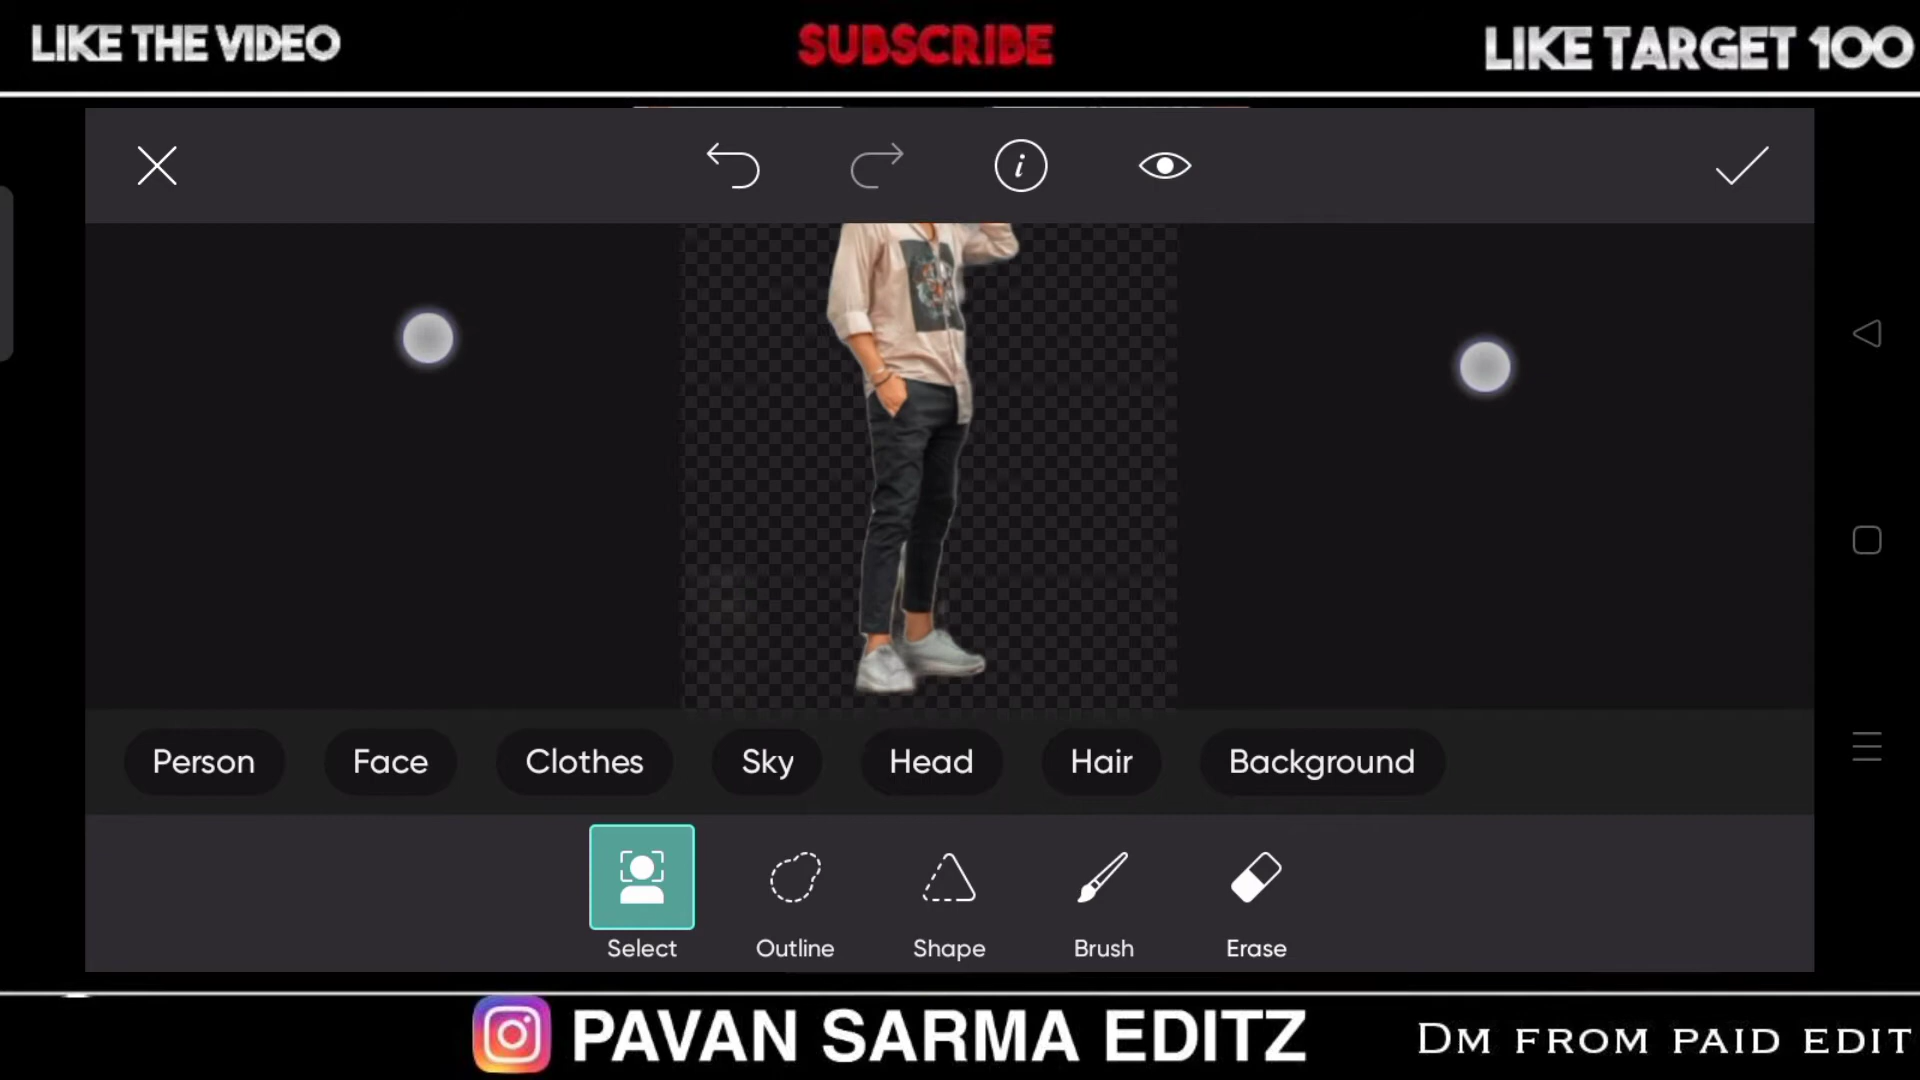 LIKE THE VIDEO
SUBSCRIBE
LIKE TARGET 100
Person
Face
Clothes
Sky
Head
Hair
Background
Select
Outline
Shape
Brush
Erase
PAVAN SARMA EDITZ
DM FROM PAID EDIT